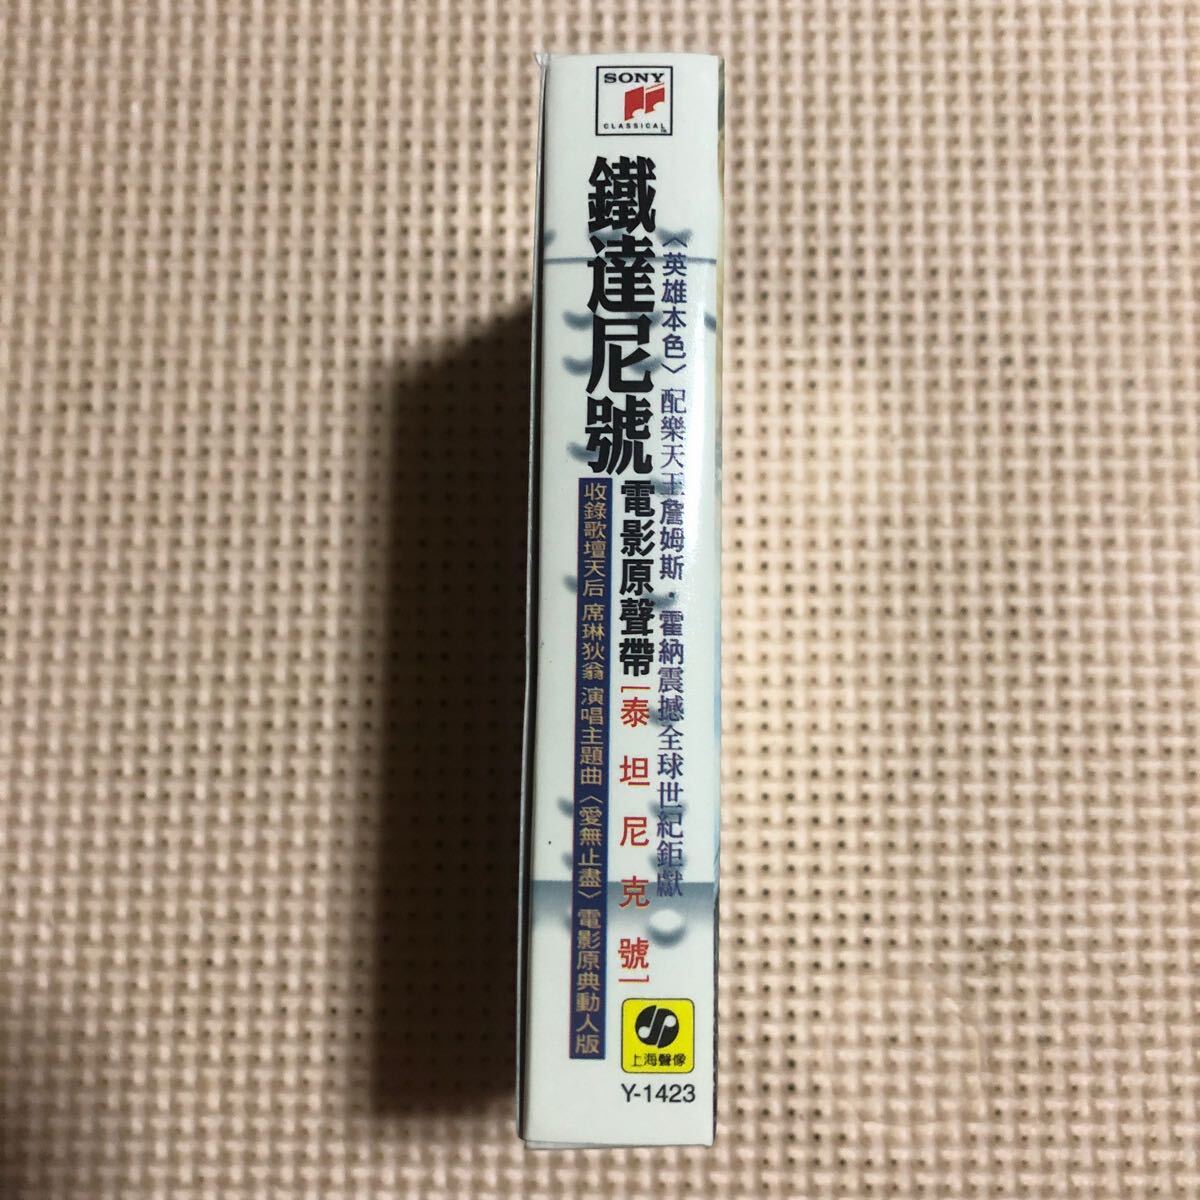 SONY
CLASSICAL
〈英雄本色〉配樂天王詹姆斯·霍納震撼全球世紀鉅獻
鐵達尼號
電影原聲帶
[泰坦尼克號]
收錄歌壇天后 席琳狄翁 演唱主題曲〈愛無止盡〉電影原典動人版
上海聲像
Y-1423